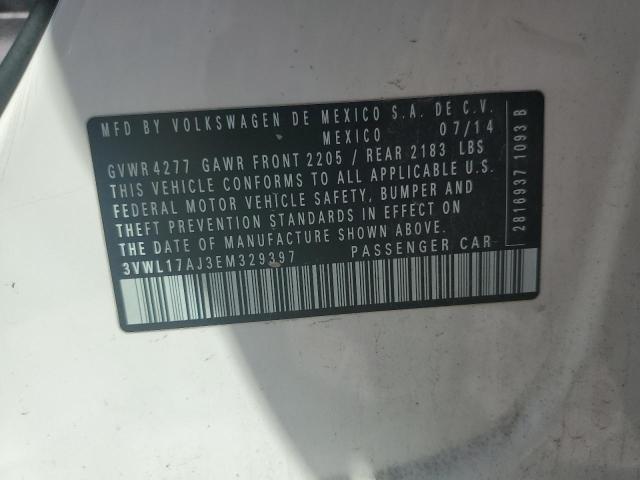 MFD BY VOLKSWAGEN DE MEXICO S.A. DE C.V.
MEXICO 07/14
GVWR 4277 GAWR FRONT 2205 / REAR 2183 LBS
THIS VEHICLE CONFORMS TO ALL APPLICABLE U.S.
FEDERAL MOTOR VEHICLE SAFETY, BUMPER AND
THEFT PREVENTION STANDARDS IN EFFECT ON
THE DATE OF MANUFACTURE SHOWN ABOVE.
3VWL17AJ3EM329397 PASSENGER CAR
2816937 1093 B